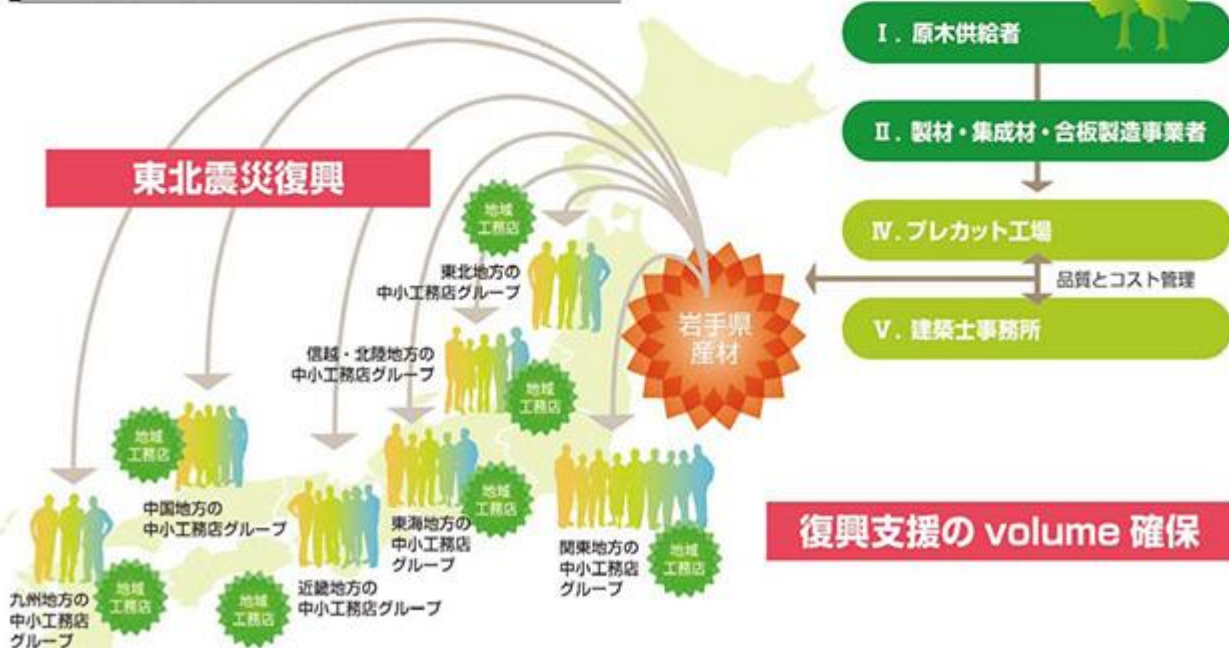 I. 原木供給者
II. 製材・集成材・合板製造事業者
IV. プレカット工場
品質とコスト管理
V. 建築士事務所
東北震災復興
地域
工務店
東北地方の
中小工務店グループ
岩手県
産材
信越・北陸地方の
中小工務店グループ
地域
工務店
地域
工務店
中国地方の
中小工務店グループ
東海地方の
中小工務店
グループ
地域
工務店
関東地方の
中小工務店
グループ
地域
工務店
復興支援の volume 確保
九州地方の
中小工務店
グループ
地域
工務店
地域
工務店
近畿地方の
中小工務店グループ